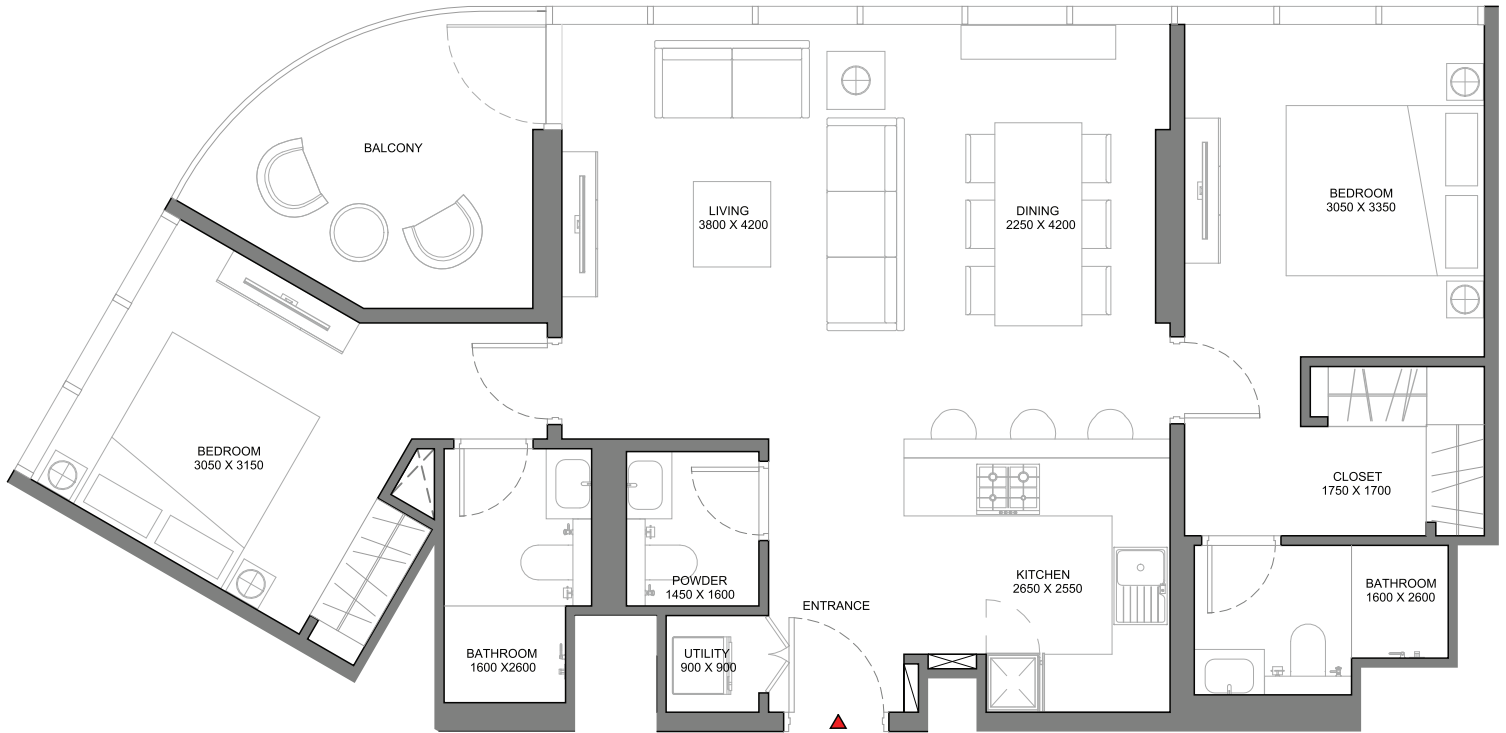 BALCONY
LIVING
3800 X 4200
DINING
2250 X 4200
BEDROOM
3050 X 3350
BEDROOM
3050 X 3150
CLOSET
1750 X 1700
POWDER
1450 X 1600
KITCHEN
2650 X 2550
BATHROOM
1600 X 2600
ENTRANCE
BATHROOM
1600 X2600
UTILITY
900 X 900